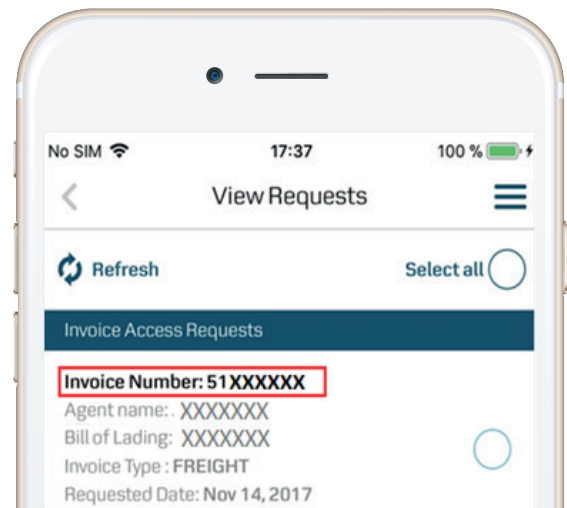 No SIM 17:37 100 %
View Requests
Refresh Select all
Invoice Access Requests
Invoice Number: 51XXXXXX
Agent name:. XXXXXXX
Bill of Lading: XXXXXXX
Invoice Type : FREIGHT
Requested Date: Nov 14, 2017